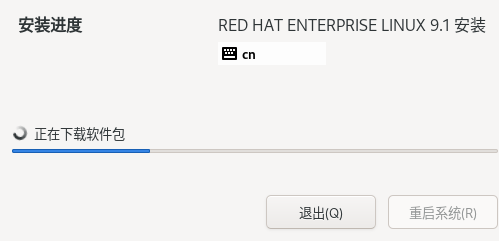 安装进度
RED HAT ENTERPRISE LINUX 9.1 安装
cn
正在下载软件包
退出(Q)
重启系统(R)